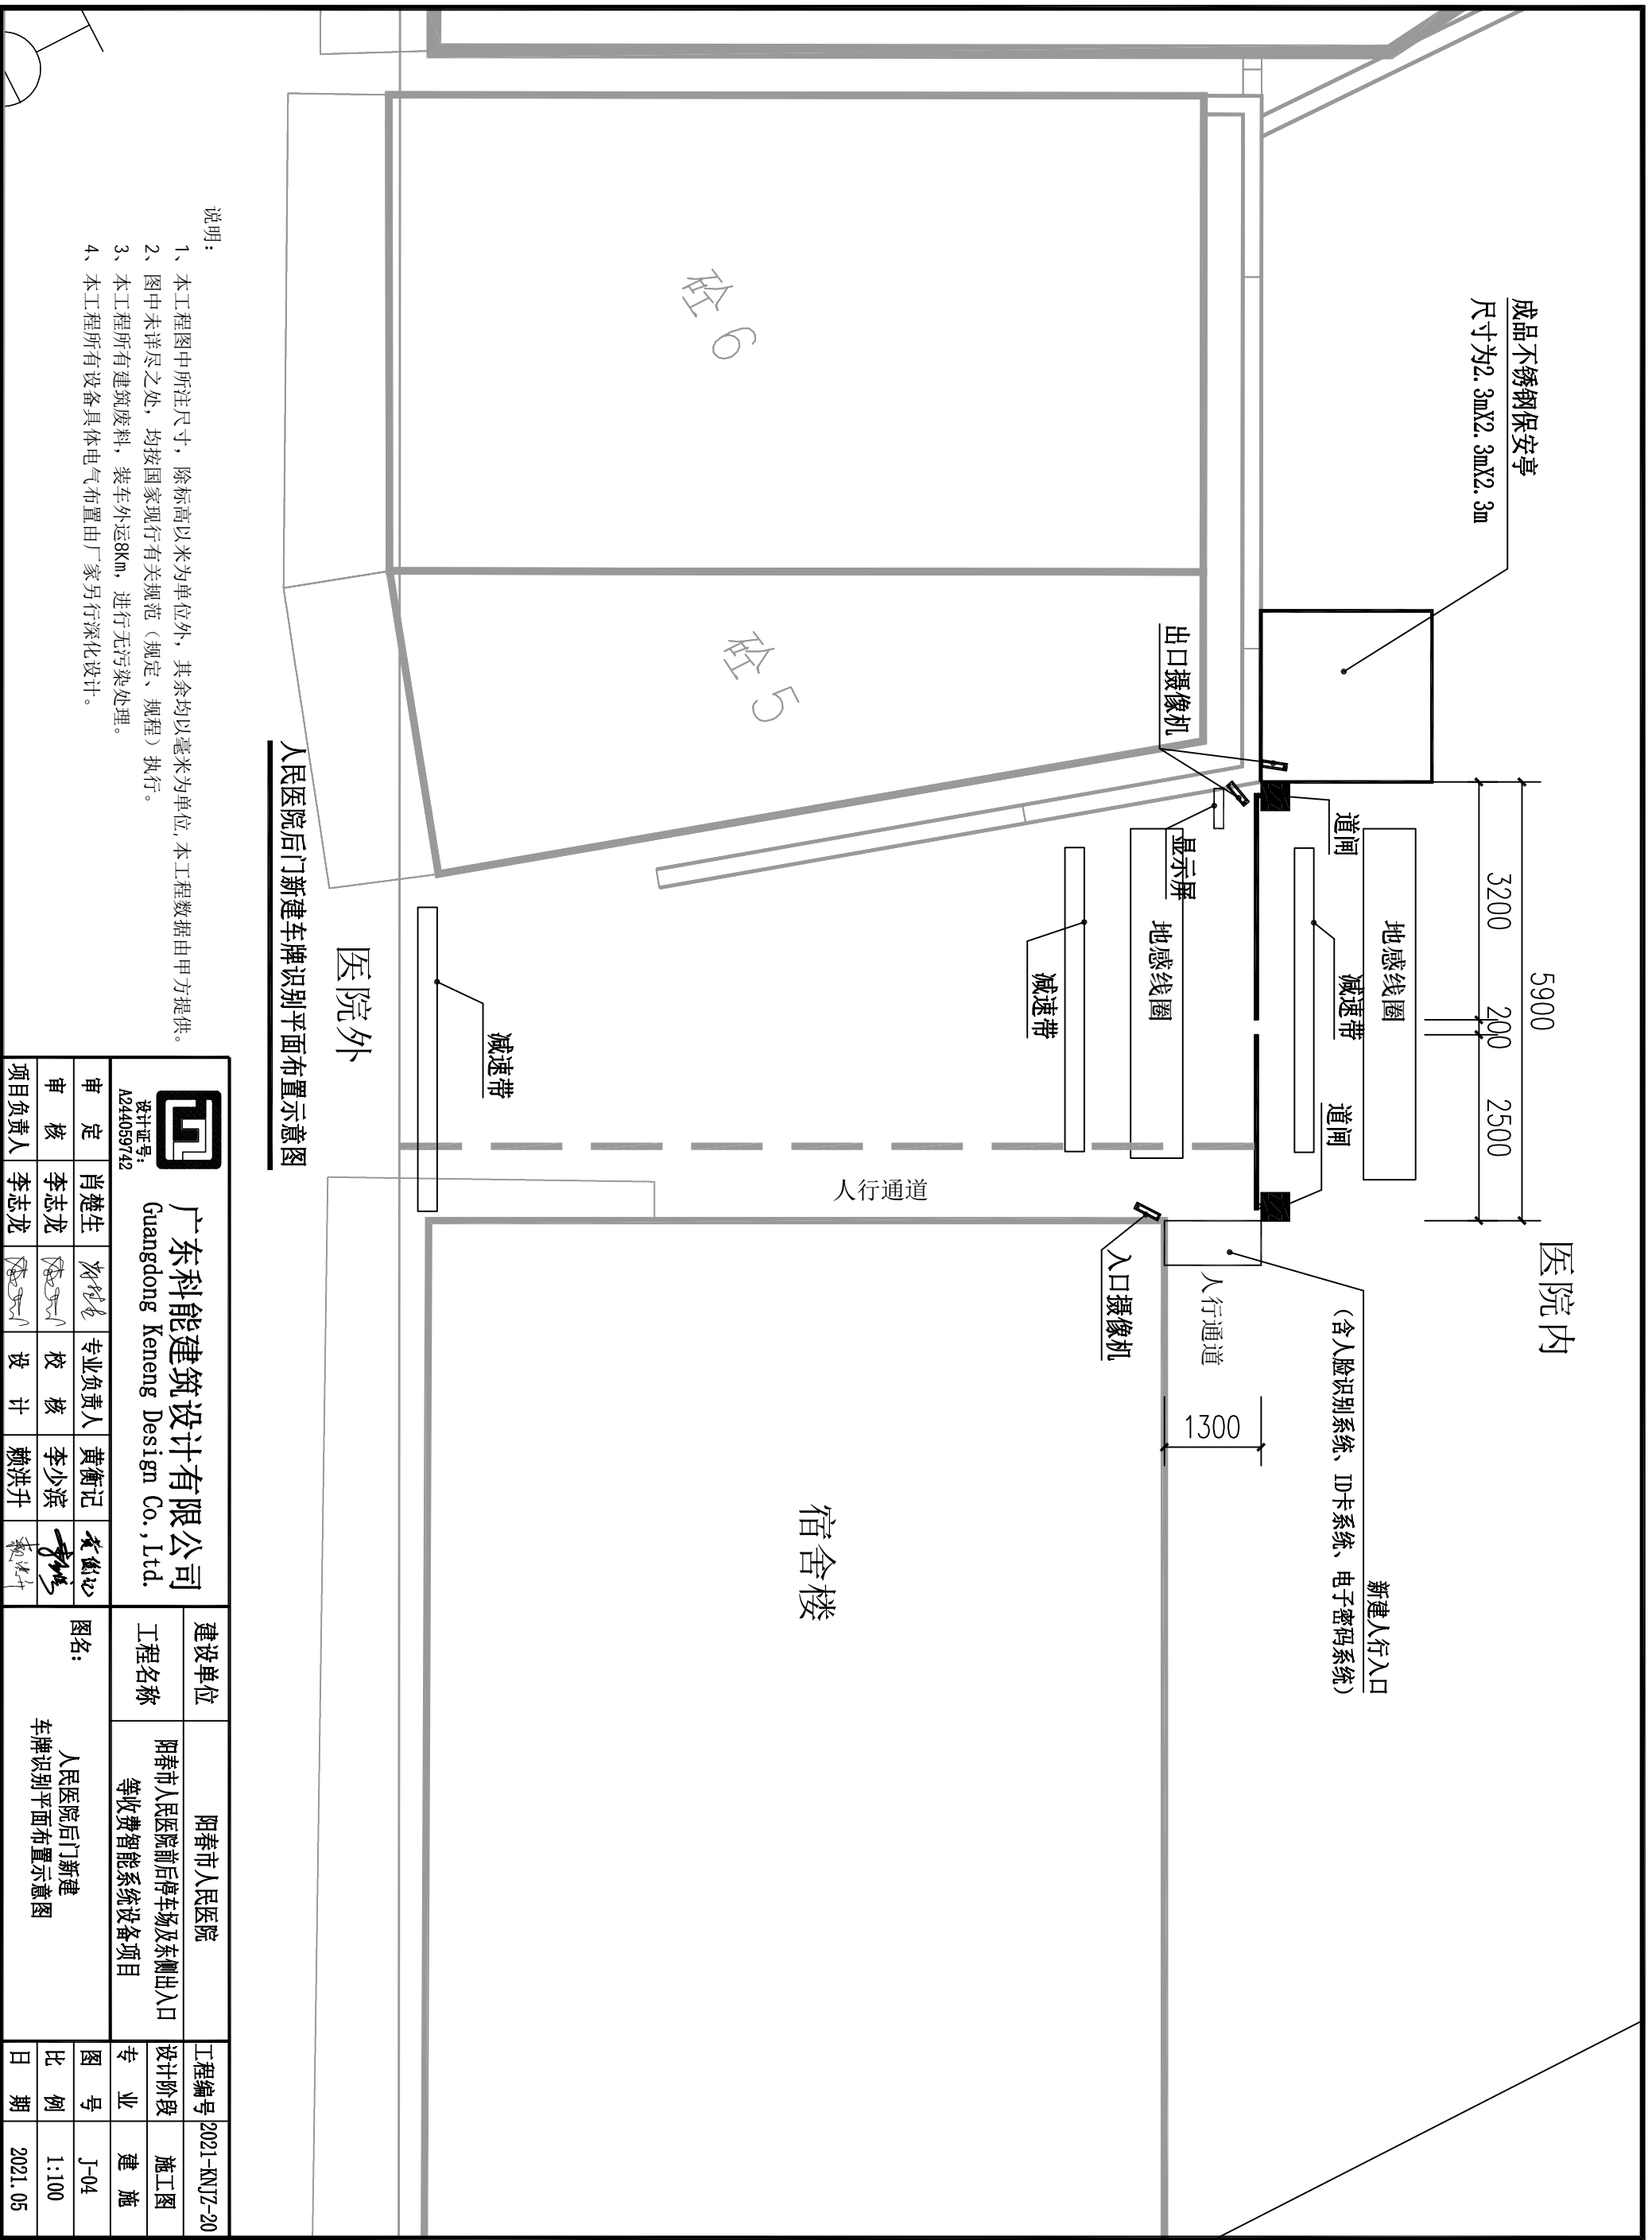 成品不锈钢保安亭
尺寸为2.3mX2.3mX2.3m
5900
3200
200
2500
医院内
地感线圈
减速带
道闸
道闸
新建人行入口
(含人脸识别系统、ID卡系统、电子密码系统)
出口摄像机
显示屏
地感线圈
减速带
人行通道
入口摄像机
人行通道
1300
砼6
砼5
宿舍楼
减速带
医院外
人民医院后门新建车牌识别平面布置示意图
说明：
1、本工程图中所注尺寸，除标高以米为单位外，其余均以毫米为单位,本工程数据由甲方提供。
2、图中未详尽之处，均按国家现行有关规范（规定、规程）执行。
3、本工程所有建筑废料，装车外运8Km，进行无污染处理。
4、本工程所有设备具体电气布置由厂家另行深化设计。
设计证号：
A244059742
广东科能建筑设计有限公司
Guangdong Keneng Design Co.,Ltd.
审 定 肖楚生 专业负责人 黄衡记
审 核 李志龙 校 核 李少滨
项目负责人 李志龙 设 计 赖洪升
建设单位 阳春市人民医院
工程名称 阳春市人民医院前后停车场及东侧出入口
等收费智能系统设备项目
图名：
人民医院后门新建
车牌识别平面布置示意图
工程编号 2021-KNJZ-20
设计阶段 施工图
专 业 建 施
图 号 J-04
比 例 1:100
日 期 2021.05